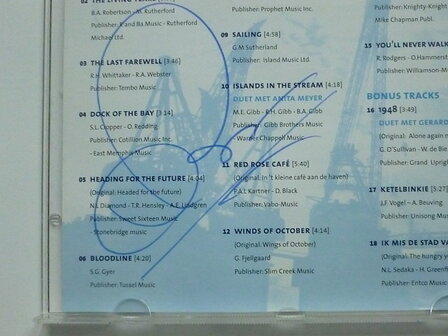 02 THE LIVING YEARS
B.A. Robertson - M. Rutherford
Publisher: R and Ba Music - Rutherford
Michael Ltd.
03 THE LAST FAREWELL [3:46]
R.H. Whittaker - R.A. Webster
Publisher: Tembo Music
04 DOCK OF THE BAY [3:14]
S.L. Cropper - O. Redding
Publisher: Cotillion Music Inc.
- East Memphis Music
05 HEADING FOR THE FUTURE [4:04]
(Original: Headed for the future)
N.L. Diamond - T.R. Hensley - A.E. Lindgren
Publisher: Sweet Sixteen Music
- Stonebridge music
06 BLOODLINE [4:20]
S.G. Gyer
Publisher: Tussel Music
Publisher: Prophet Music Inc.
09 SAILING [4:58]
G.M Sutherland
Publisher: Island Music
10 ISLANDS IN THE STREAM [4:18]
DUET MET ANITA MEYER
M.E. Gibb - R.H. Gibb - B.A. Gibb
Publisher: Gibb Brothers Music
- Warner Chappell Music
11 RED ROSE CAFÉ [5:40]
(Original: In 't kleine café aan de haven)
P.A.I. Kartner - D. Black
Publisher: Vabo-Music
12 WINDS OF OCTOBER [4:14]
(Original: Wings of October)
G. Fjellgaard
Publisher: Slim Creek Music
Publisher: Knighty-Knight
Mike Chapman Publ.
15 YOU'LL NEVER WALK
R. Rodgers - O. Hammerst
Publisher: Williamson-M
BONUS TRACKS
16 1948 [3:49]
DUET MET GERARD
(Original: Alone again n
G. O'Sullivan - W. de Bie
Publisher: Grand Upright
17 KETELBINKIE [5:27]
J.F. Vogel - A. Beuving
Publisher: Unisong Mu
18 IK MIS DE STAD VA
(Original: The hungry y
N.L. Sedaka - H. Greenfi
Publisher: Entco Music